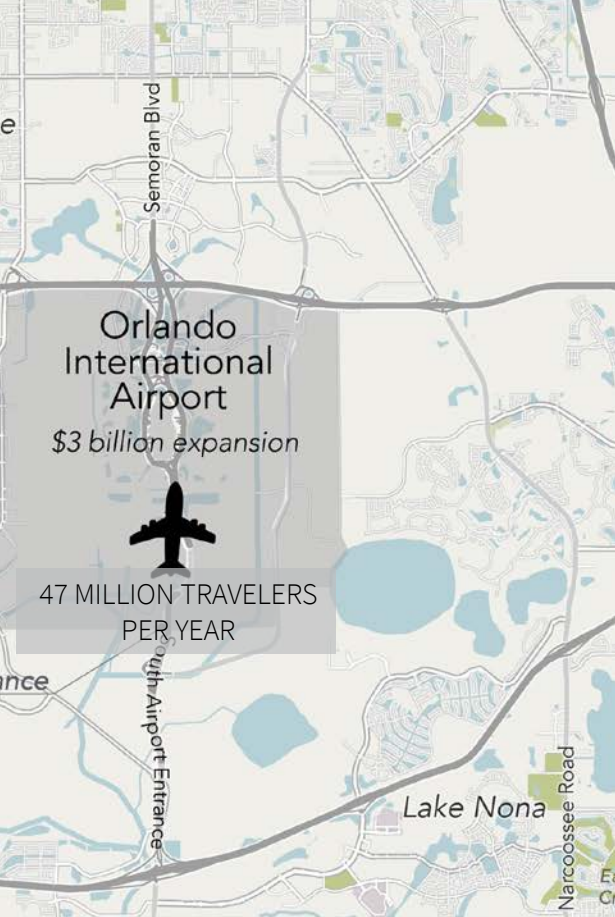 Semoran Blvd
e
Orlando
International
Airport
$3 billion expansion
47 MILLION TRAVELERS
PER YEAR
nce
South Airport Entrance
Lake Nona
Narcoossee Road
E
C